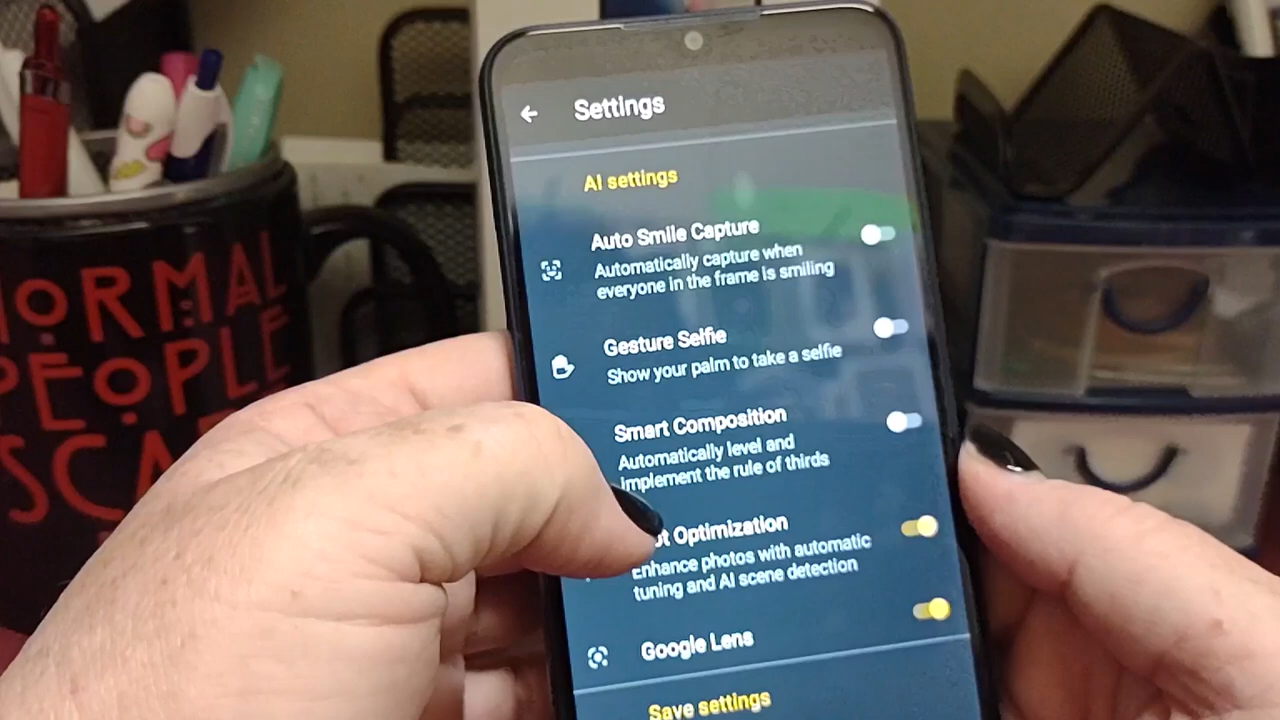 Settings
AI settings
Auto Smile Capture
Automatically capture when
everyone in the frame is smiling
Gesture Selfie
Show your palm to take a selfie
Smart Composition
Automatically level and
implement the rule of thirds
Optimization
Enhance photos with automatic
tuning and AI scene detection
Google Lens
Save settings
NORMAL
PEOPLE